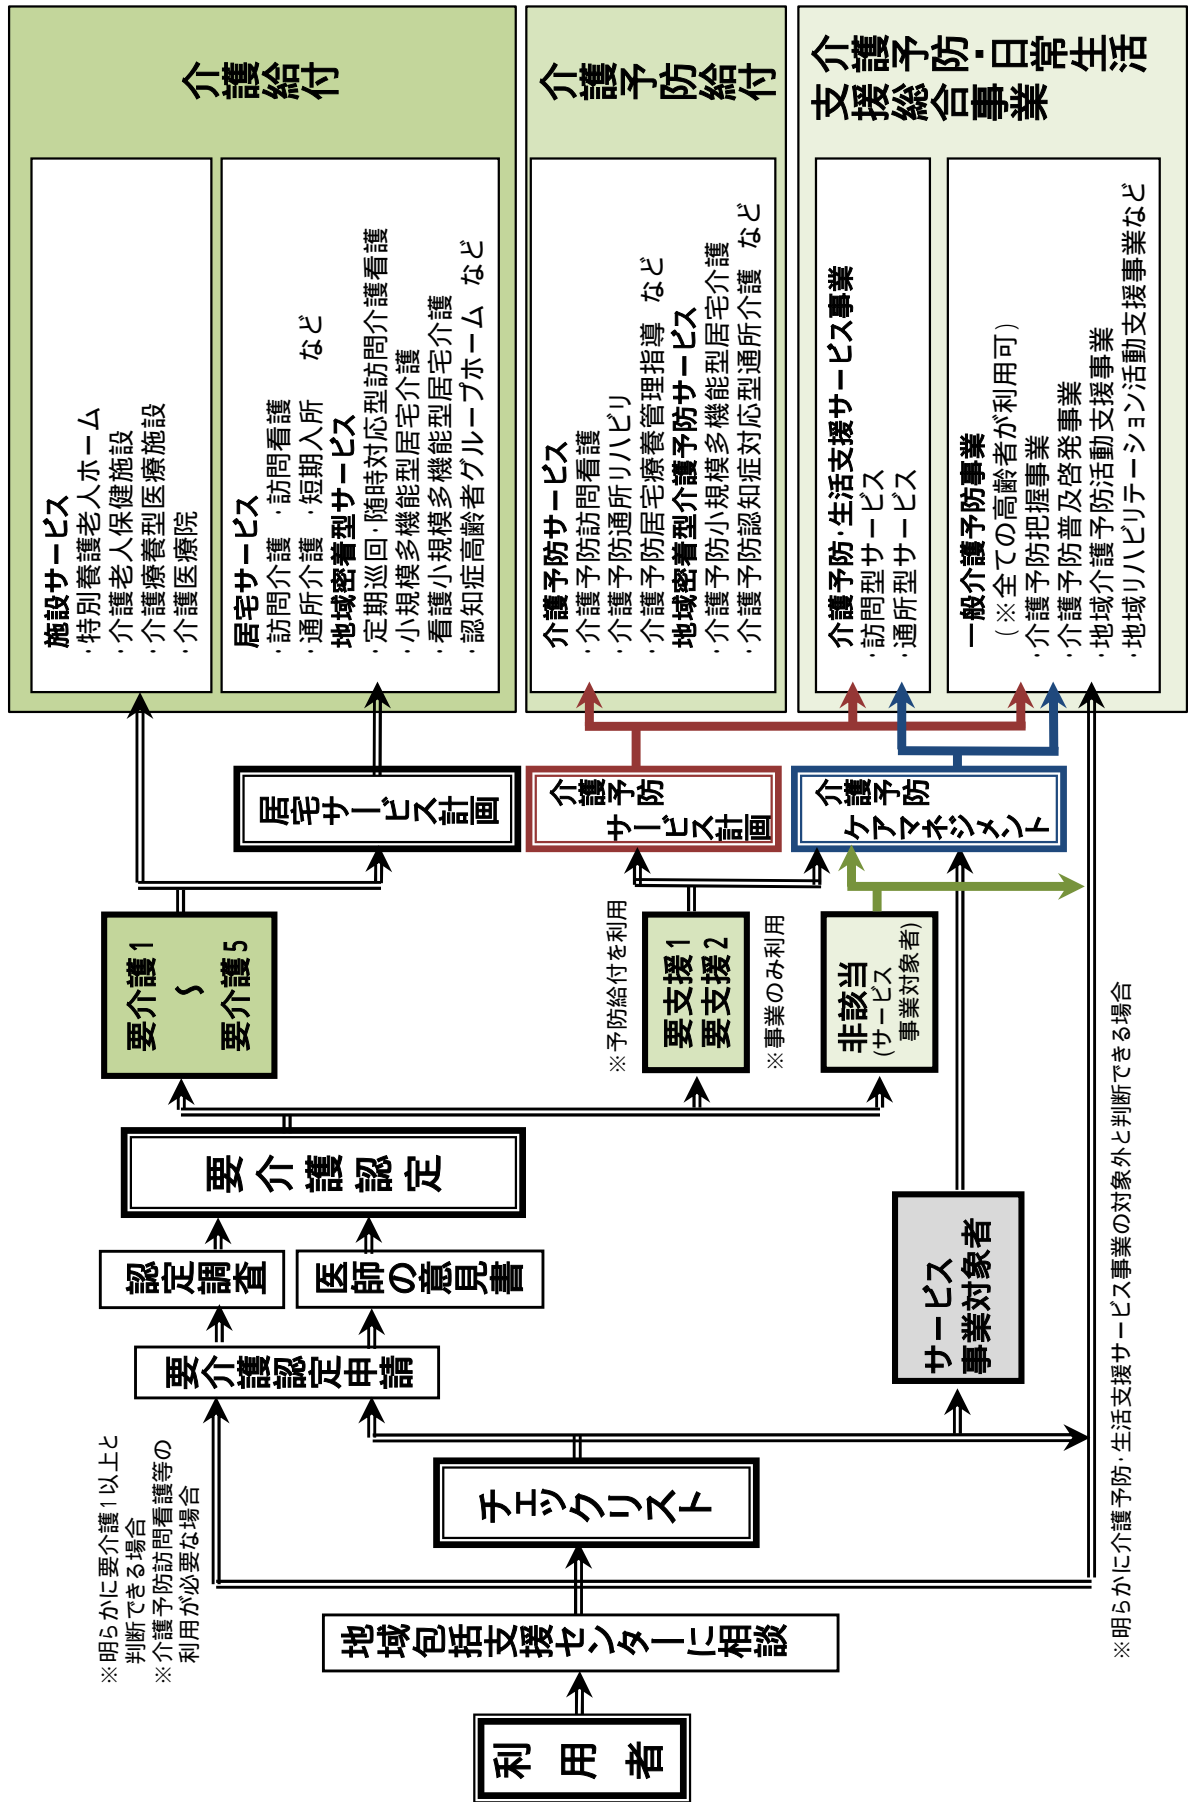 利用者
地域包括支援センターに相談
チェックリスト
※明らかに要介護1以上と
判断できる場合
※介護予防訪問看護等の
利用が必要な場合
要介護認定申請
認定調査
医師の意見書
要介護認定
サービス
事業対象者
※明らかに介護予防・生活支援サービス事業の対象外と判断できる場合
要介護1
〜
要介護5
※予防給付を利用
要支援1
要支援2
※事業のみ利用
非該当
(サービス
事業対象者)
居宅サービス計画
介護予防
サービス計画
介護予防
ケアマネジメント
介護給付
施設サービス
・特別養護老人ホーム
・介護老人保健施設
・介護療養型医療施設
・介護医療院
居宅サービス
・訪問介護 ・訪問看護
・通所介護 ・短期入所 など
地域密着型サービス
・定期巡回・随時対応型訪問介護看護
・小規模多機能型居宅介護
・看護小規模多機能型居宅介護
・認知症高齢者グループホーム など
介護予防給付
介護予防サービス
・介護予防訪問看護
・介護予防通所リハビリ
・介護予防居宅療養管理指導 など
地域密着型介護予防サービス
・介護予防小規模多機能型居宅介護
・介護予防認知症対応型通所介護 など
介護予防・日常生活
支援総合事業
介護予防・生活支援サービス事業
・訪問型サービス
・通所型サービス
一般介護予防事業
(※全ての高齢者が利用可)
・介護予防把握事業
・介護予防普及啓発事業
・地域介護予防活動支援事業
・地域リハビリテーション活動支援事業など